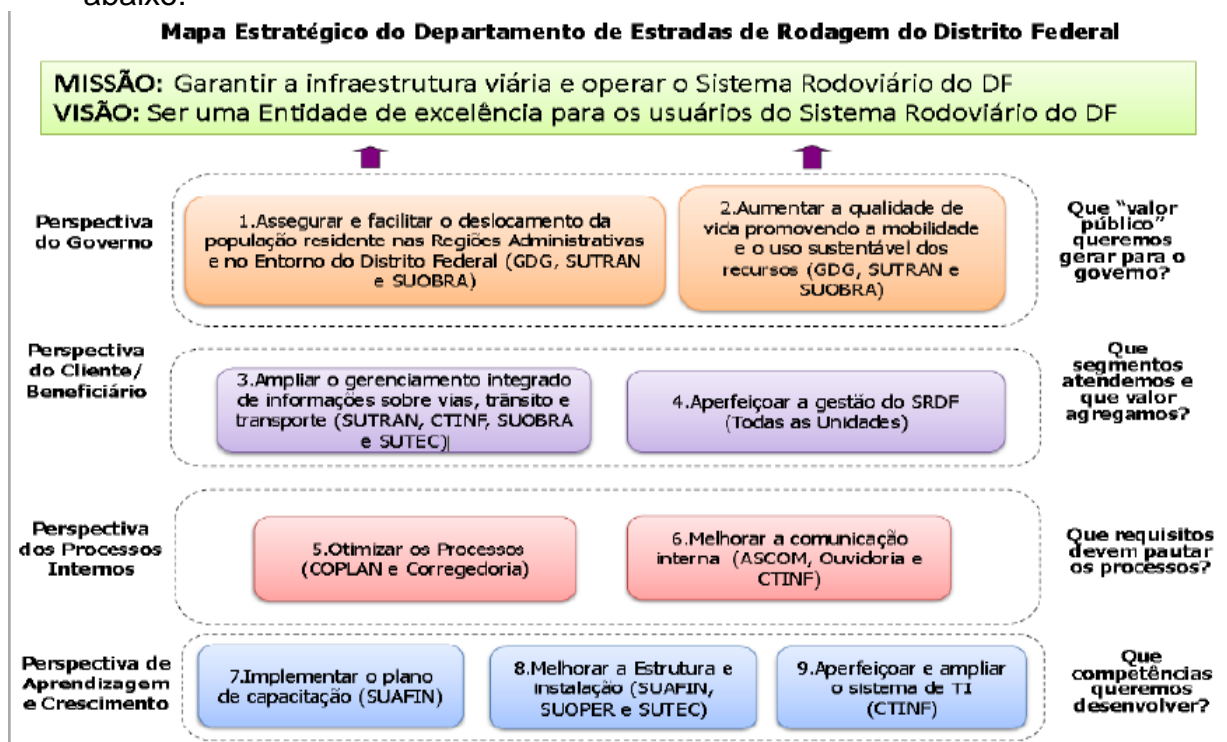 abaixo.
Mapa Estratégico do Departamento de Estradas de Rodagem do Distrito Federal
MISSÃO: Garantir a infraestrutura viária e operar o Sistema Rodoviário do DF
VISÃO: Ser uma Entidade de excelência para os usuários do Sistema Rodoviário do DF
Perspectiva
do Governo
1.Assegurar e facilitar o deslocamento da
população residente nas Regiões Administrativas
e no Entorno do Distrito Federal (GDG, SUTRAN
e SUOBRA)
2.Aumentar a qualidade de
vida promovendo a mobilidade
e o uso sustentável dos
recursos (GDG, SUTRAN e
SUOBRA)
Que “valor
público”
queremos
gerar para o
governo?
Perspectiva
do Cliente/
Beneficiário
3.Ampliar o gerenciamento integrado
de informações sobre vias, trânsito e
transporte (SUTRAN, CTINF, SUOBRA
e SUTEC)
4.Aperfeiçoar a gestão do SRDF
(Todas as Unidades)
Que
segmentos
atendemos e
que valor
agregamos?
Perspectiva
dos Processos
Internos
5.Otimizar os Processos
(COPLAN e Corregedoria)
6.Melhorar a comunicação
interna (ASCOM, Ouvidoria e
CTINF)
Que requisitos
devem pautar
os processos?
Perspectiva de
Aprendizagem
e Crescimento
7.Implementar o plano
de capacitação (SUAFIN)
8.Melhorar a Estrutura e
instalação (SUAFIN,
SUOPER e SUTEC)
9.Aperfeiçoar e ampliar
o sistema de TI
(CTINF)
Que
competências
queremos
desenvolver?